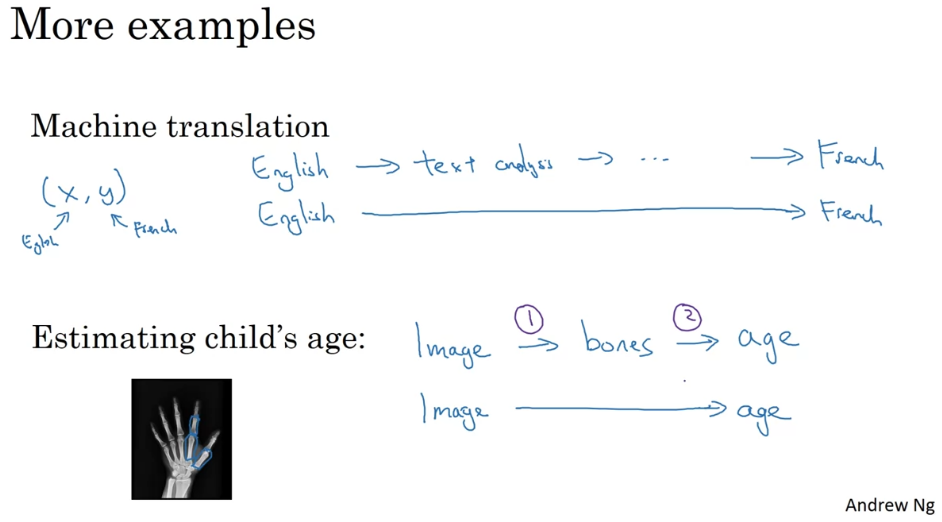 More examples
Machine translation
English → text analysis → ... → French
(x, y)
English → French
Eglish French
Estimating child's age:
① ②
Image → bones → age
Image → age
Andrew Ng